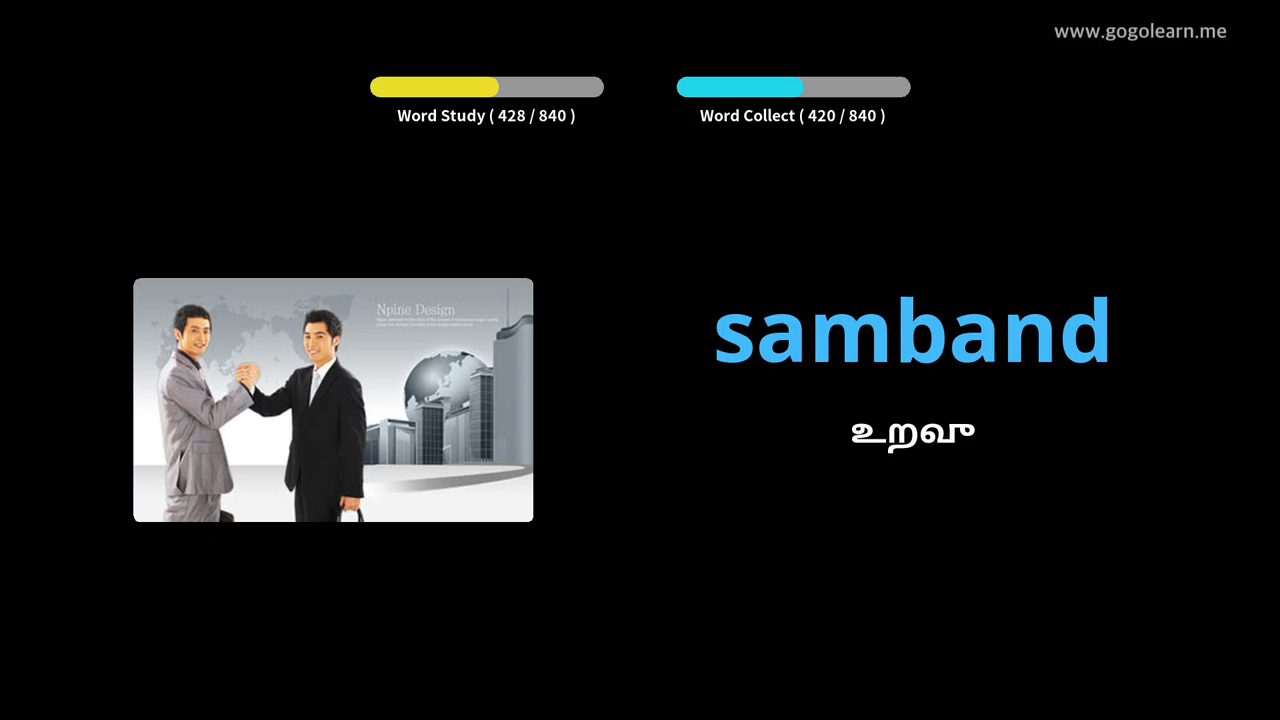 www.gogolearn.me
Word Study ( 428 / 840 )
Word Collect ( 420 / 840 )
Npine Design
samband
உறவு